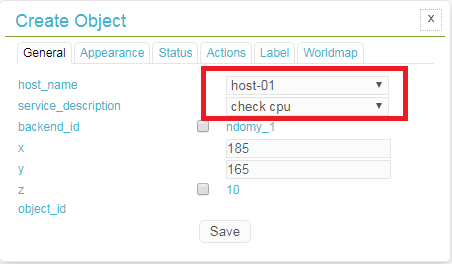 Create Object x
General Appearance Status Actions Label Worldmap
host_name host-01
service_description check cpu
backend_id ndomy_1
x 185
y 165
z 10
object_id
Save